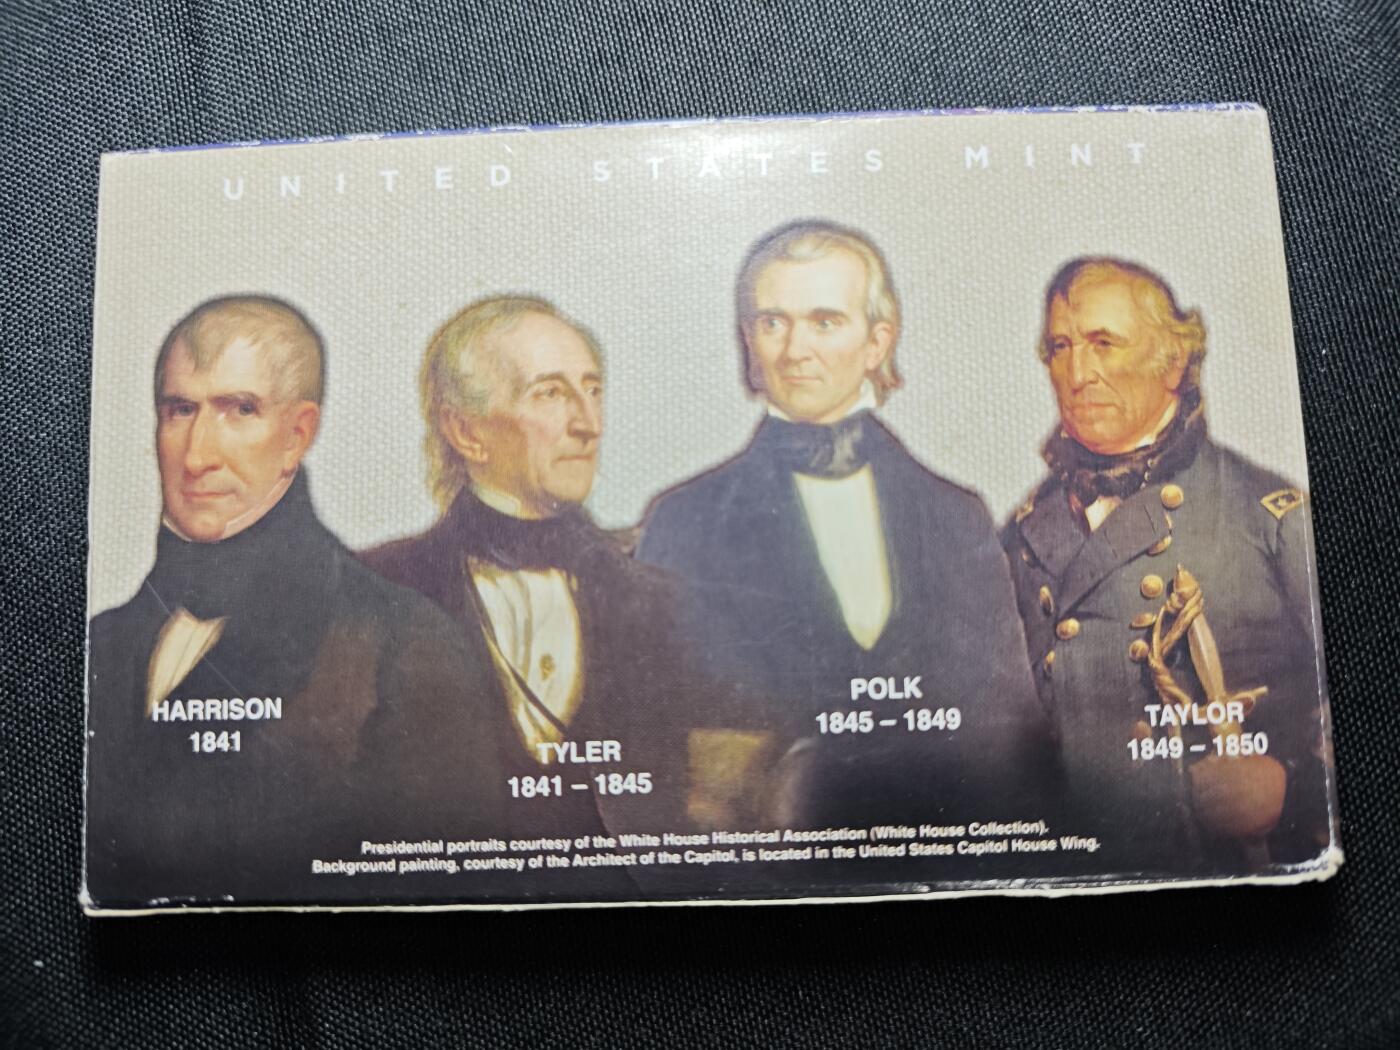 UNITED STATES MINT
HARRISON
1841
TYLER
1841 – 1845
POLK
1845 – 1849
TAYLOR
1849 – 1850
Presidential portraits courtesy of the White House Historical Association (White House Collection).
Background painting, courtesy of the Architect of the Capitol, is located in the United States Capitol House Wing.